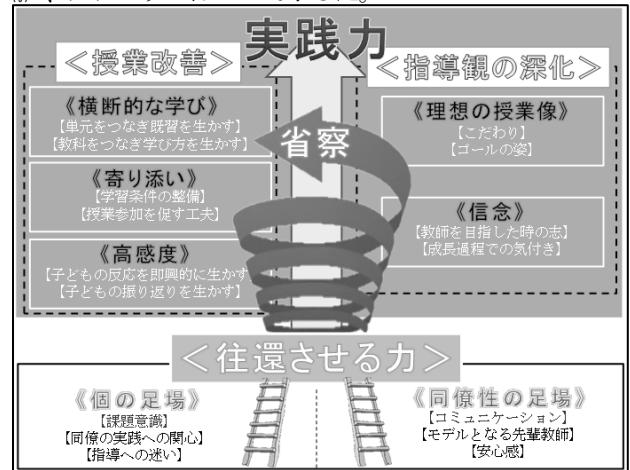 実践力
＜授業改善＞
＜指導観の深化＞
《横断的な学び》
【単元をつなぎ既習を生かす】
【教科をつなぎ学び方を生かす】
《寄り添い》
【学習条件の整備】
【授業参加を促す工夫】
《高感度》
【子どもの反応を即興的に生かす
【子どもの振り返りを生かす】
省察
《理想の授業像》
【こだわり】
【ゴールの姿】
《信念》
【教師を目指した時の志】
【成長過程での気付き】
＜往還させる力＞
《個の足場》
【課題意識】
【同僚の実践への関心】
【指導への迷い】
《同僚性の足場》
【コミュニケーション】
【モデルとなる先輩教師】
【安心感】